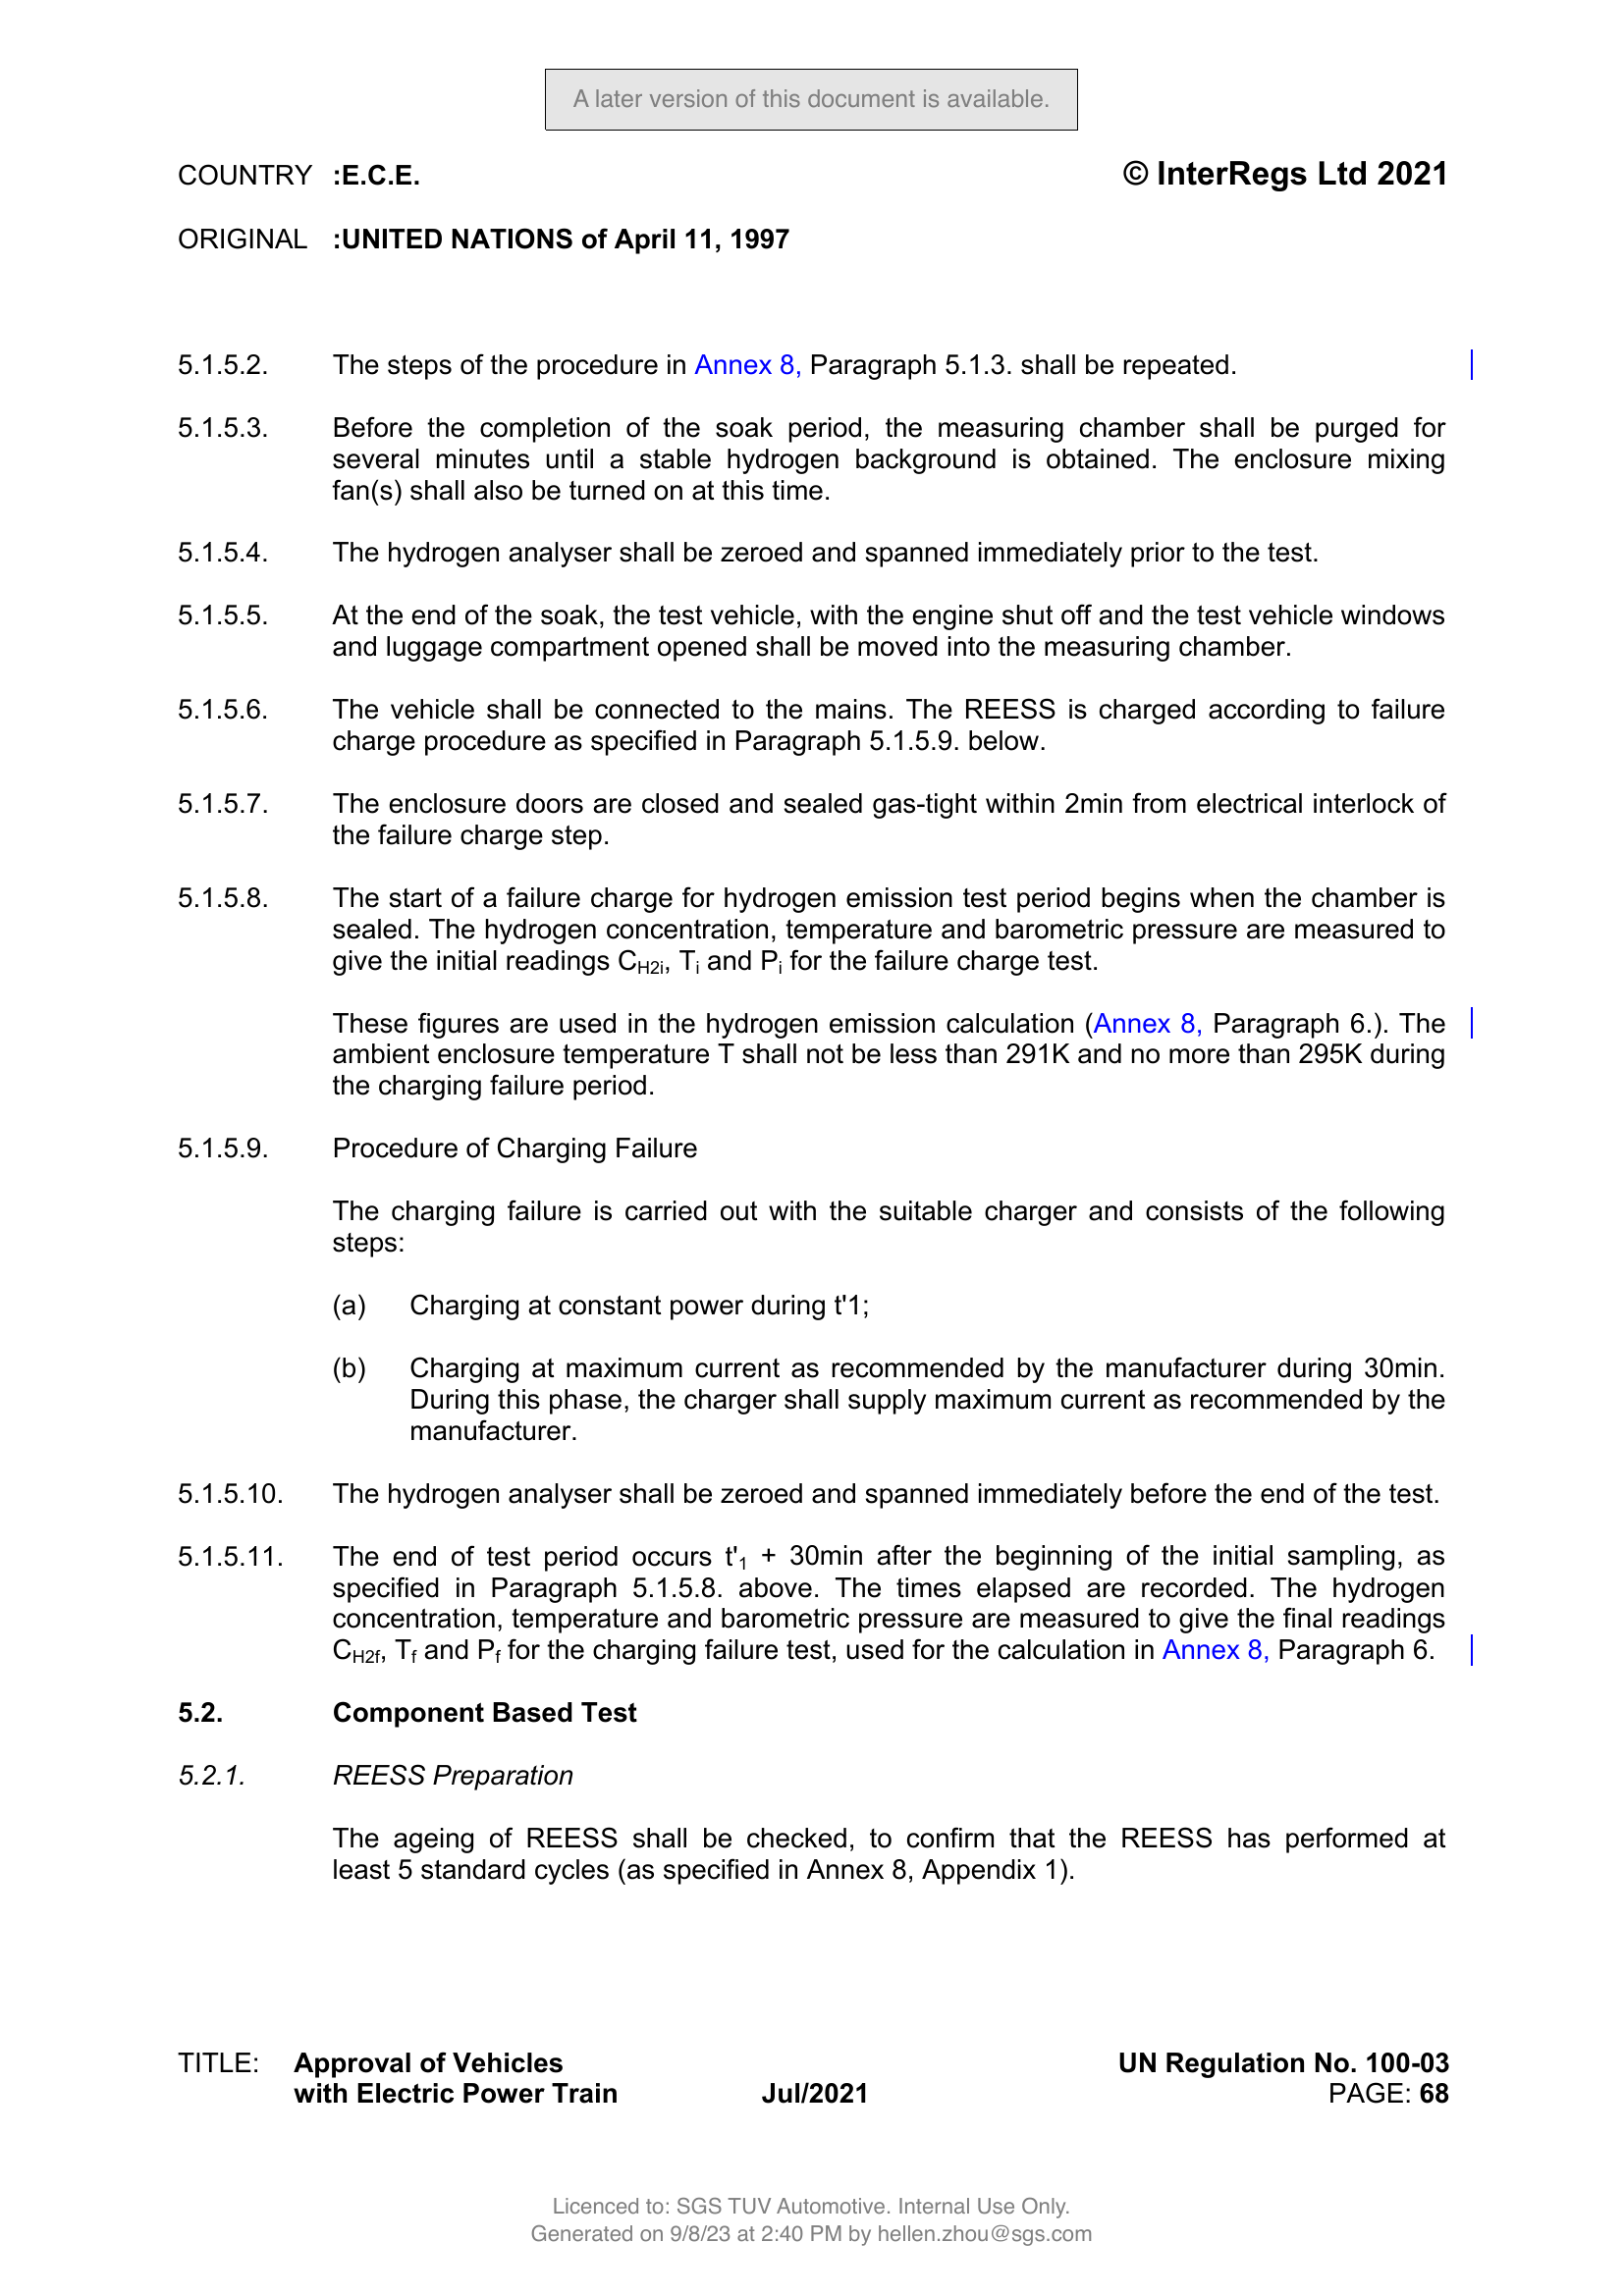 A later version of this document is available.
COUNTRY :E.C.E. © InterRegs Ltd 2021
ORIGINAL :UNITED NATIONS of April 11, 1997
5.1.5.2. The steps of the procedure in Annex 8, Paragraph 5.1.3. shall be repeated.
5.1.5.3. Before the completion of the soak period, the measuring chamber shall be purged for
several minutes until a stable hydrogen background is obtained. The enclosure mixing
fan(s) shall also be turned on at this time.
5.1.5.4. The hydrogen analyser shall be zeroed and spanned immediately prior to the test.
5.1.5.5. At the end of the soak, the test vehicle, with the engine shut off and the test vehicle windows
and luggage compartment opened shall be moved into the measuring chamber.
5.1.5.6. The vehicle shall be connected to the mains. The REESS is charged according to failure
charge procedure as specified in Paragraph 5.1.5.9. below.
5.1.5.7. The enclosure doors are closed and sealed gas-tight within 2min from electrical interlock of
the failure charge step.
5.1.5.8. The start of a failure charge for hydrogen emission test period begins when the chamber is
sealed. The hydrogen concentration, temperature and barometric pressure are measured to
give the initial readings CH2i, Ti and Pi for the failure charge test.
These figures are used in the hydrogen emission calculation (Annex 8, Paragraph 6.). The
ambient enclosure temperature T shall not be less than 291K and no more than 295K during
the charging failure period.
5.1.5.9. Procedure of Charging Failure
The charging failure is carried out with the suitable charger and consists of the following
steps:
(a) Charging at constant power during t'1;
(b) Charging at maximum current as recommended by the manufacturer during 30min.
During this phase, the charger shall supply maximum current as recommended by the
manufacturer.
5.1.5.10. The hydrogen analyser shall be zeroed and spanned immediately before the end of the test.
5.1.5.11. The end of test period occurs t'1 + 30min after the beginning of the initial sampling, as
specified in Paragraph 5.1.5.8. above. The times elapsed are recorded. The hydrogen
concentration, temperature and barometric pressure are measured to give the final readings
CH2f, Tf and Pf for the charging failure test, used for the calculation in Annex 8, Paragraph 6.
5.2. Component Based Test
5.2.1. REESS Preparation
The ageing of REESS shall be checked, to confirm that the REESS has performed at
least 5 standard cycles (as specified in Annex 8, Appendix 1).
TITLE: Approval of Vehicles UN Regulation No. 100-03
with Electric Power Train Jul/2021 PAGE: 68
Licenced to: SGS TUV Automotive. Internal Use Only.
Generated on 9/8/23 at 2:40 PM by hellen.zhou@sgs.com